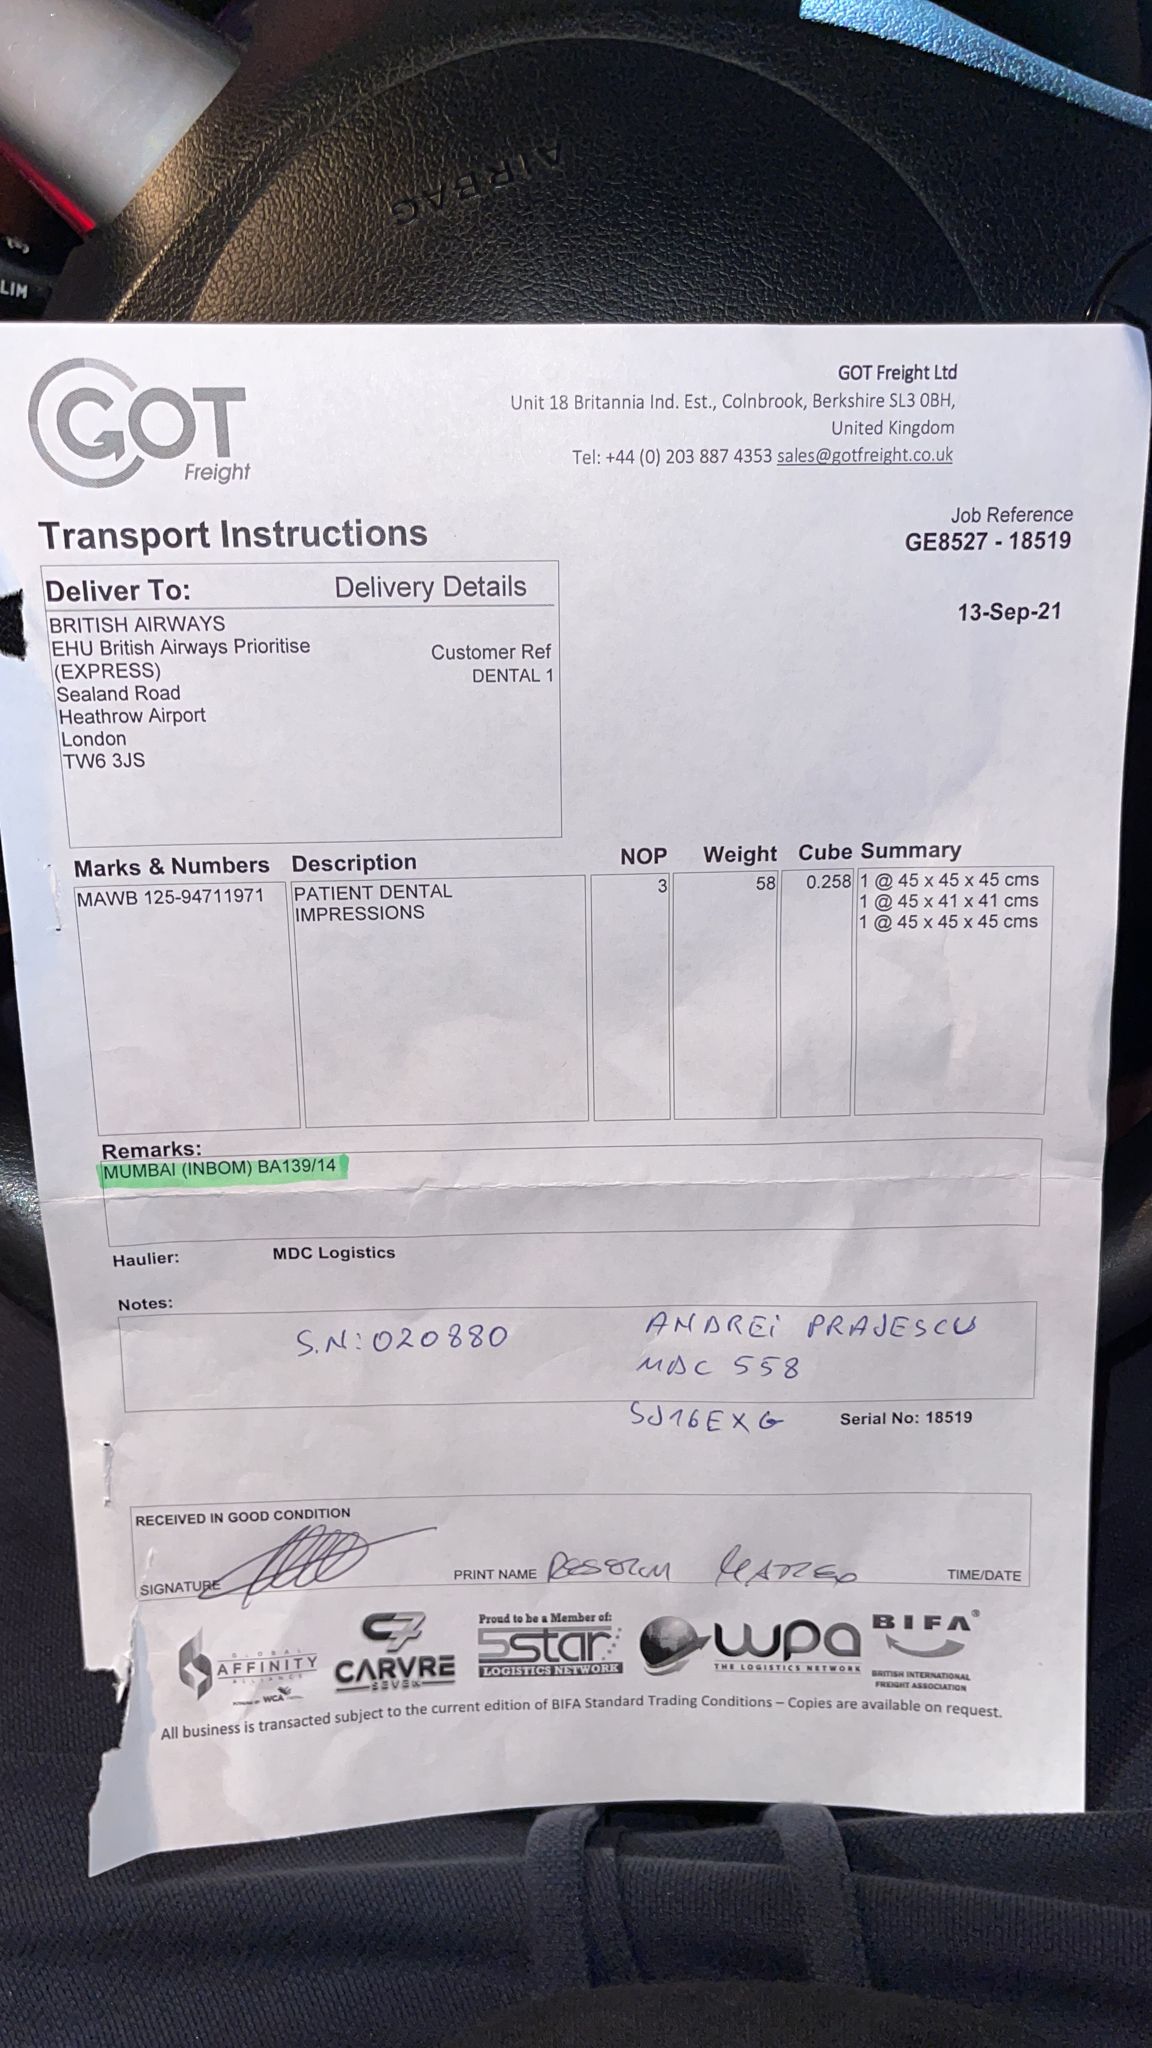 AIRBAG
LIM
GOT
Freight
GOT Freight Ltd
Unit 18 Britannia Ind. Est., Colnbrook, Berkshire SL3 0BH,
United Kingdom
Tel: +44 (0) 203 887 4353 sales@gotfreight.co.uk
Transport Instructions
Job Reference
GE8527 - 18519
13-Sep-21
Deliver To: Delivery Details
BRITISH AIRWAYS
EHU British Airways Prioritise
(EXPRESS)
Sealand Road
Heathrow Airport
London
TW6 3JS
Customer Ref
DENTAL 1
Marks & Numbers Description NOP Weight Cube Summary
MAWB 125-94711971 PATIENT DENTAL 3 58 0.258 1 @ 45 x 45 x 45 cms
IMPRESSIONS 1 @ 45 x 41 x 41 cms
1 @ 45 x 45 x 45 cms
Remarks:
MUMBAI (INBOM) BA139/14
Haulier: MDC Logistics
Notes:
S.N: 020880 ANDREi PRAJESCU
MDC 558
SJ16EXG Serial No: 18519
RECEIVED IN GOOD CONDITION
SIGNATURE PRINT NAME TIME/DATE
GLOBAL
AFFINITY
ALLIANCE
POWERED BY WCA
C7
CARVRE
SEVEN
Proud to be a Member of:
5star
LOGISTICS NETWORK
wpa
THE LOGISTICS NETWORK
BIFA®
BRITISH INTERNATIONAL
FREIGHT ASSOCIATION
All business is transacted subject to the current edition of BIFA Standard Trading Conditions – Copies are available on request.